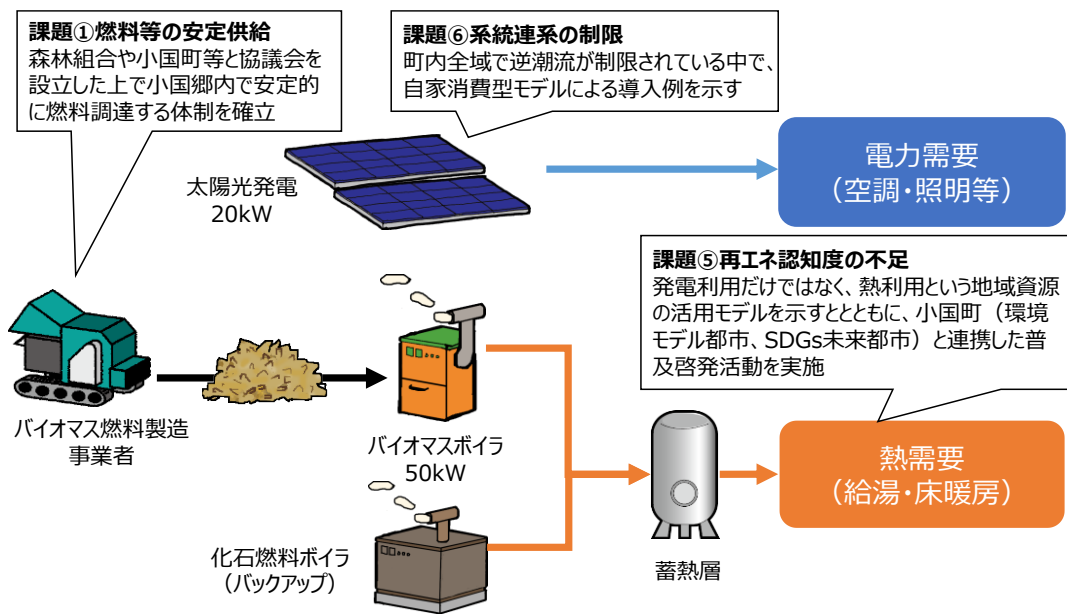 課題①燃料等の安定供給
森林組合や小国町等と協議会を
設立した上で小国郷内で安定的
に燃料調達する体制を確立
課題⑥系統連系の制限
町内全域で逆潮流が制限されている中で、
自家消費型モデルによる導入例を示す
太陽光発電
20kW
電力需要
（空調・照明等）
課題⑤再エネ認知度の不足
発電利用だけではなく、熱利用という地域資源
の活用モデルを示すととともに、小国町（環境
モデル都市、SDGs未来都市）と連携した普
及啓発活動を実施
バイオマス燃料製造
事業者
バイオマスボイラ
50kW
熱需要
（給湯・床暖房）
化石燃料ボイラ
（バックアップ）
蓄熱層